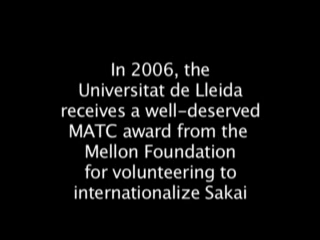 In 2006, the
Universitat de Lleida
receives a well-deserved
MATC award from the
Mellon Foundation
for volunteering to
internationalize Sakai